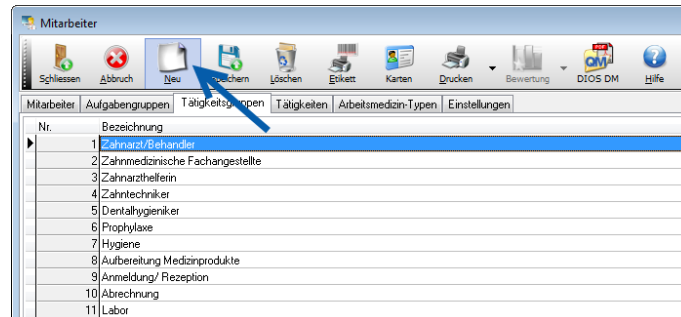 Mitarbeiter
Schliessen Abbruch Neu Speichern Löschen Etikett Karten Drucken Bewertung DIOS DM Hilfe
Mitarbeiter Aufgabengruppen Tätigkeitsgruppen Tätigkeiten Arbeitsmedizin-Typen Einstellungen
Nr. Bezeichnung
1 Zahnarzt/Behandler
2 Zahnmedizinische Fachangestellte
3 Zahnarzthelferin
4 Zahntechniker
5 Dentalhygieniker
6 Prophylaxe
7 Hygiene
8 Aufbereitung Medizinprodukte
9 Anmeldung/ Rezeption
10 Abrechnung
11 Labor